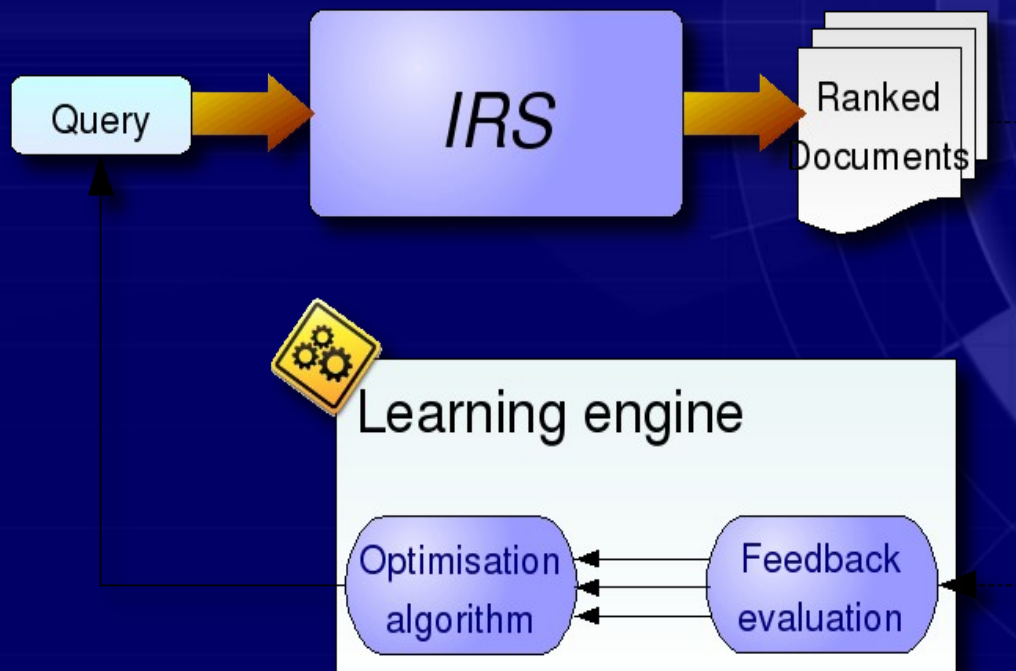 Query
IRS
Ranked
Documents
Learning engine
Optimisation
algorithm
Feedback
evaluation